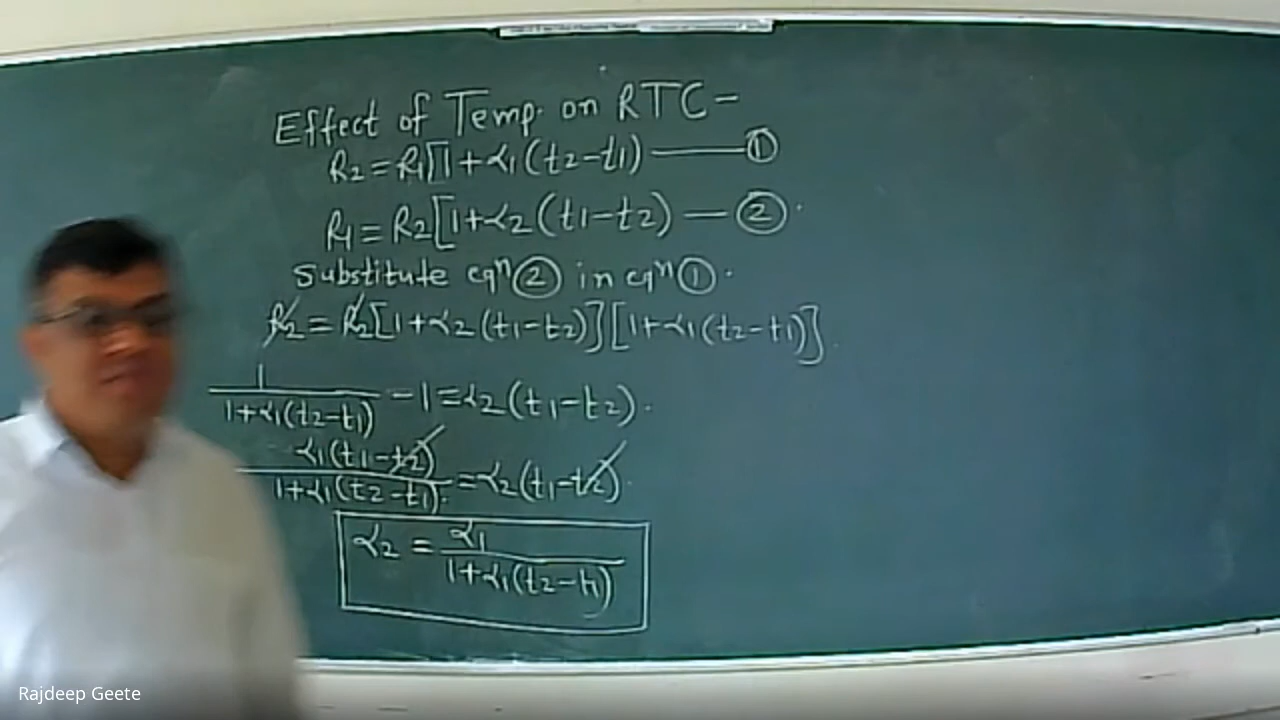 Effect of Temp. on RTC -
R2 = R1[1+α1(t2-t1) —— ①
R1 = R2[1+α2(t1-t2) — ②
Substitute eqⁿ ② in eqⁿ ①.
R2 = R2[1+α2(t1-t2)][1+α1(t2-t1)]
1
1+α1(t2-t1)
-1 = α2(t1-t2).
α1(t1-t2)
1+α1(t2-t1)
= α2(t1-t2).
α2 =
α1
1+α1(t2-t1)
Rajdeep Geete